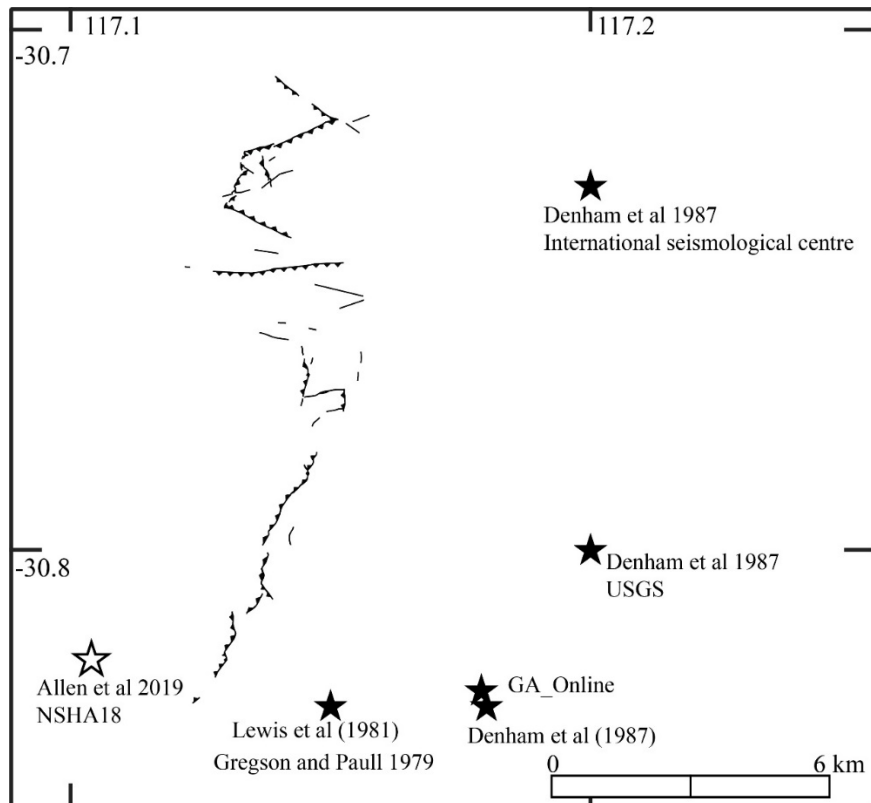 117.1
117.2
-30.7
Denham et al 1987
International seismological centre
-30.8
Denham et al 1987
USGS
Allen et al 2019
NSHA18
GA_Online
Lewis et al (1981)
Denham et al (1987)
Gregson and Paull 1979
0
6 km